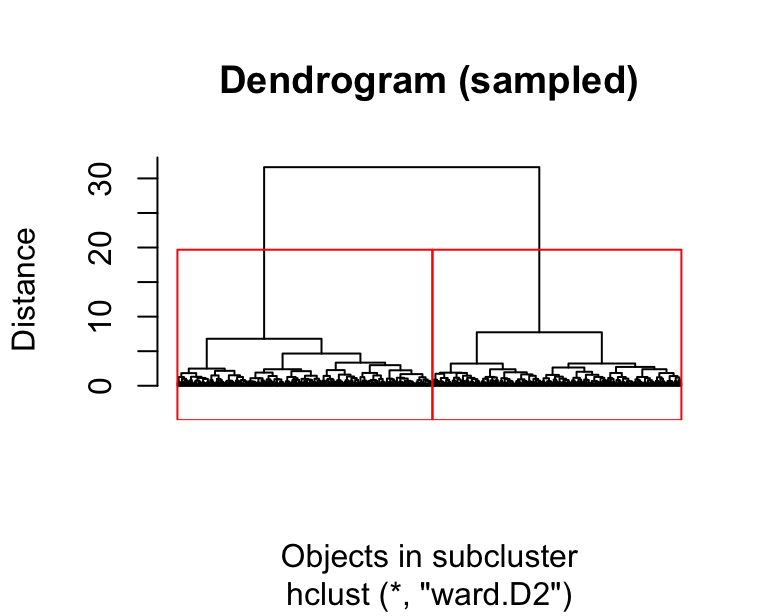 Dendrogram (sampled)
Distance
30
20
10
0
Objects in subcluster
hclust (*, "ward.D2")